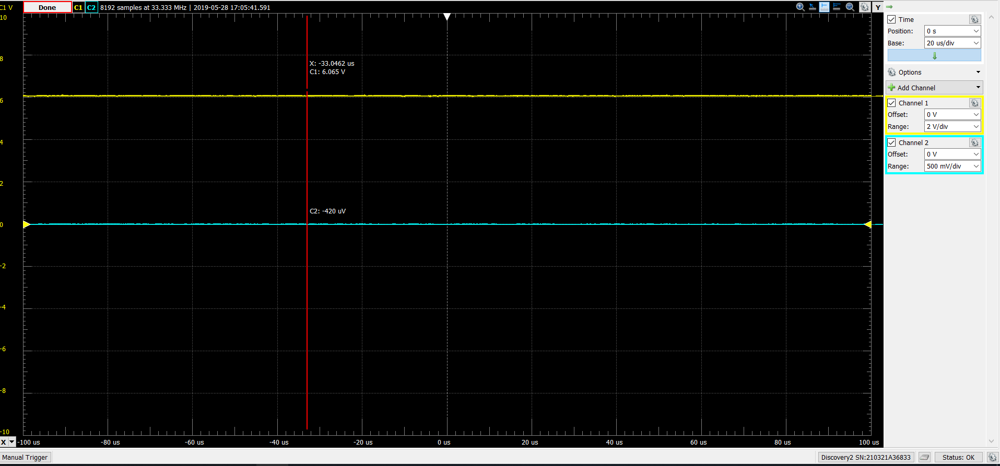 C1 V
Done
C1 C2 8192 samples at 33.333 MHz | 2019-05-28 17:05:41.591
Y
10
8
6
4
2
0
-2
-4
-6
-8
-10
X: -33.0462 us
C1: 6.065 V
C2: -420 uV
X
-100 us -80 us -60 us -40 us -20 us 0 us 20 us 40 us 60 us 80 us 100 us
Time
Position: 0 s
Base: 20 us/div
Options
Add Channel
Channel 1
Offset: 0 V
Range: 2 V/div
Channel 2
Offset: 0 V
Range: 500 mV/div
Manual Trigger
Discovery2 SN:210321A36833
Status: OK